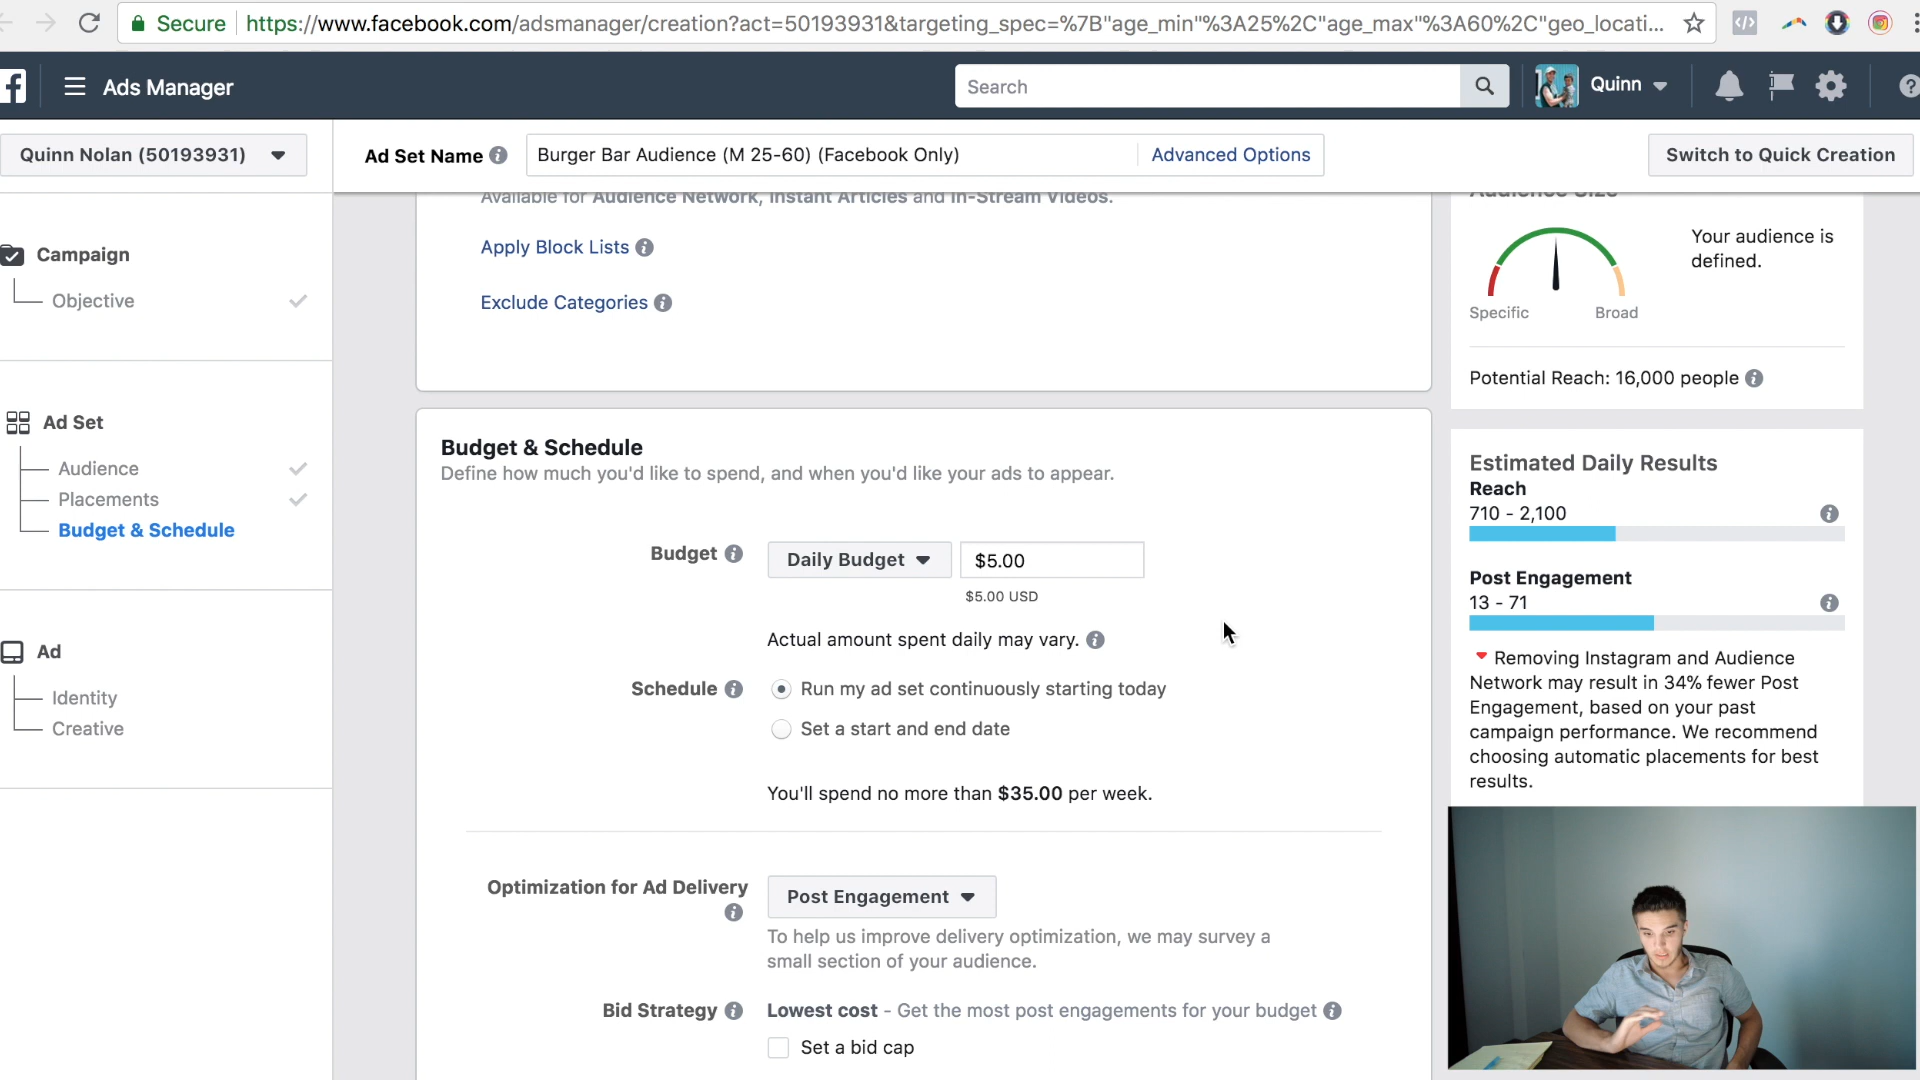 Secure https://www.facebook.com/adsmanager/creation?act=50193931&targeting_spec=%7B"age_min"%3A25%2C"age_max"%3A60%2C"geo_locati...
Ads Manager
Search
Quinn
Quinn Nolan (50193931)
Ad Set Name
Burger Bar Audience (M 25-60) (Facebook Only)
Advanced Options
Switch to Quick Creation
Campaign
Objective
Ad Set
Audience
Placements
Budget & Schedule
Ad
Identity
Creative
Available for Audience Network, Instant Articles and In-Stream Videos.
Apply Block Lists
Exclude Categories
Budget & Schedule
Define how much you'd like to spend, and when you'd like your ads to appear.
Budget
Daily Budget
$5.00
$5.00 USD
Actual amount spent daily may vary.
Schedule
Run my ad set continuously starting today
Set a start and end date
You'll spend no more than $35.00 per week.
Optimization for Ad Delivery
Post Engagement
To help us improve delivery optimization, we may survey a
small section of your audience.
Bid Strategy
Lowest cost - Get the most post engagements for your budget
Set a bid cap
Audience Size
Your audience is
defined.
Specific
Broad
Potential Reach: 16,000 people
Estimated Daily Results
Reach
710 - 2,100
Post Engagement
13 - 71
Removing Instagram and Audience
Network may result in 34% fewer Post
Engagement, based on your past
campaign performance. We recommend
choosing automatic placements for best
results.